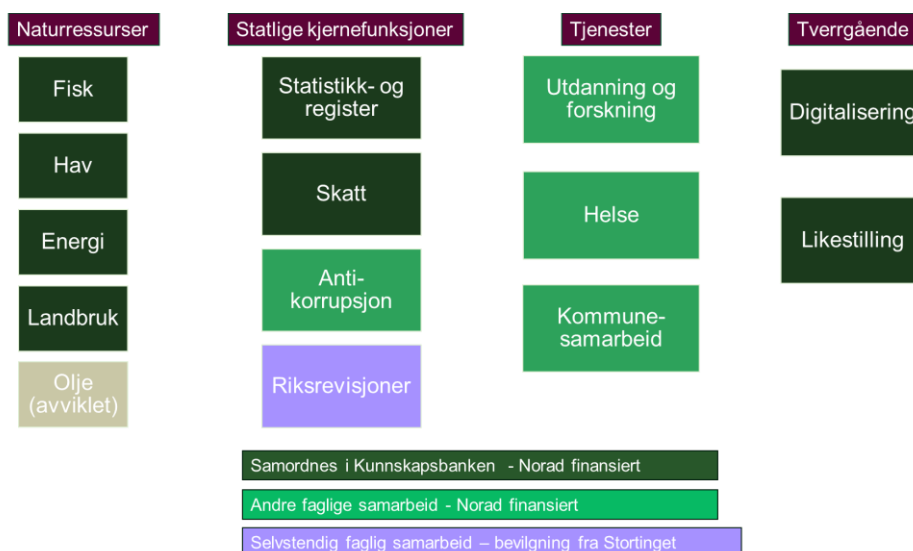 Naturressurser
Fisk
Hav
Energi
Landbruk
Olje
(avviklet)
Statlige kjernefunksjoner
Statistikk- og
register
Skatt
Anti-
korrupsjon
Riksrevisjoner
Tjenester
Utdanning og
forskning
Helse
Kommune-
samarbeid
Tverrgående
Digitalisering
Likestilling
Samordnes i Kunnskapsbanken - Norad finansiert
Andre faglige samarbeid - Norad finansiert
Selvstendig faglig samarbeid – bevilgning fra Stortinget